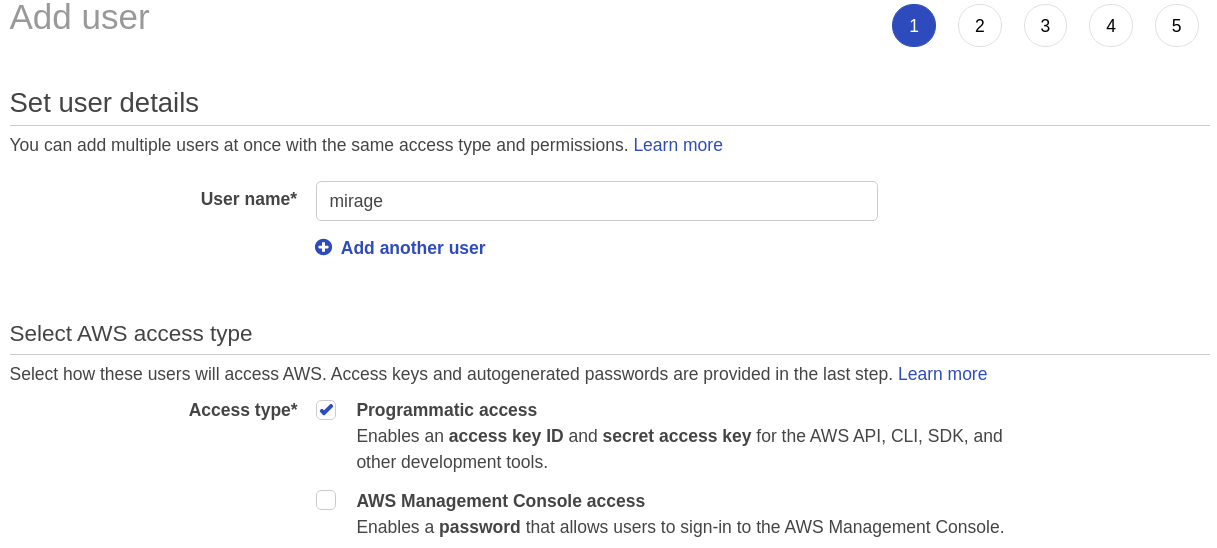 Add user
1 2 3 4 5
Set user details
You can add multiple users at once with the same access type and permissions. Learn more
User name* mirage
Add another user
Select AWS access type
Select how these users will access AWS. Access keys and autogenerated passwords are provided in the last step. Learn more
Access type* Programmatic access
Enables an access key ID and secret access key for the AWS API, CLI, SDK, and
other development tools.
AWS Management Console access
Enables a password that allows users to sign-in to the AWS Management Console.